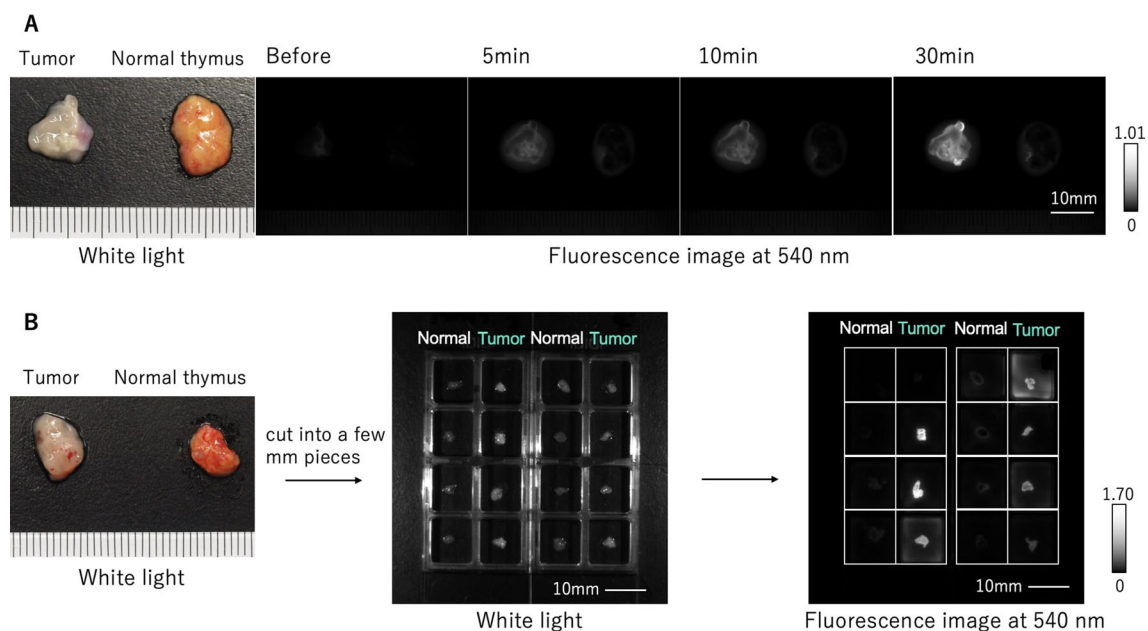 A
Tumor Normal thymus
Before 5min 10min 30min
1.01
10mm
0
White light
Fluorescence image at 540 nm
B
Tumor Normal thymus
cut into a few
mm pieces
White light
Normal Tumor Normal Tumor
10mm
White light
Normal Tumor Normal Tumor
1.70
10mm
0
Fluorescence image at 540 nm